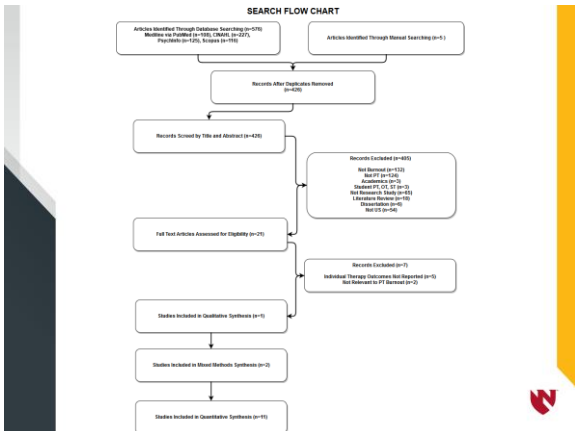 SEARCH FLOW CHART
Articles Identified Through Database Searching (n=576)
Medline via PubMed (n=108), CINAHL (n=227),
PsychInfo (n=125), Scopus (n=116)
Articles Identified Through Manual Searching (n=5 )
Records After Duplicates Removed
(n=426)
Records Screed by Title and Abstract (n=426)
Records Excluded (n=405)
Not Burnout (n=132)
Not PT (n=134)
Academics (n=3)
Student PT, OT, ST (n=3)
Not Research Study (n=55)
Literature Review (n=18)
Dissertation (n=6)
Not US (n=54)
Full Text Articles Assessed for Eligibility (n=21)
Records Excluded (n=7)
Individual Therapy Outcomes Not Reported (n=5)
Not Relevant to PT Burnout (n=2)
Studies Included in Qualitative Synthesis (n=1)
Studies Included in Mixed Methods Synthesis (n=2)
Studies Included in Quantitative Synthesis (n=11)
N